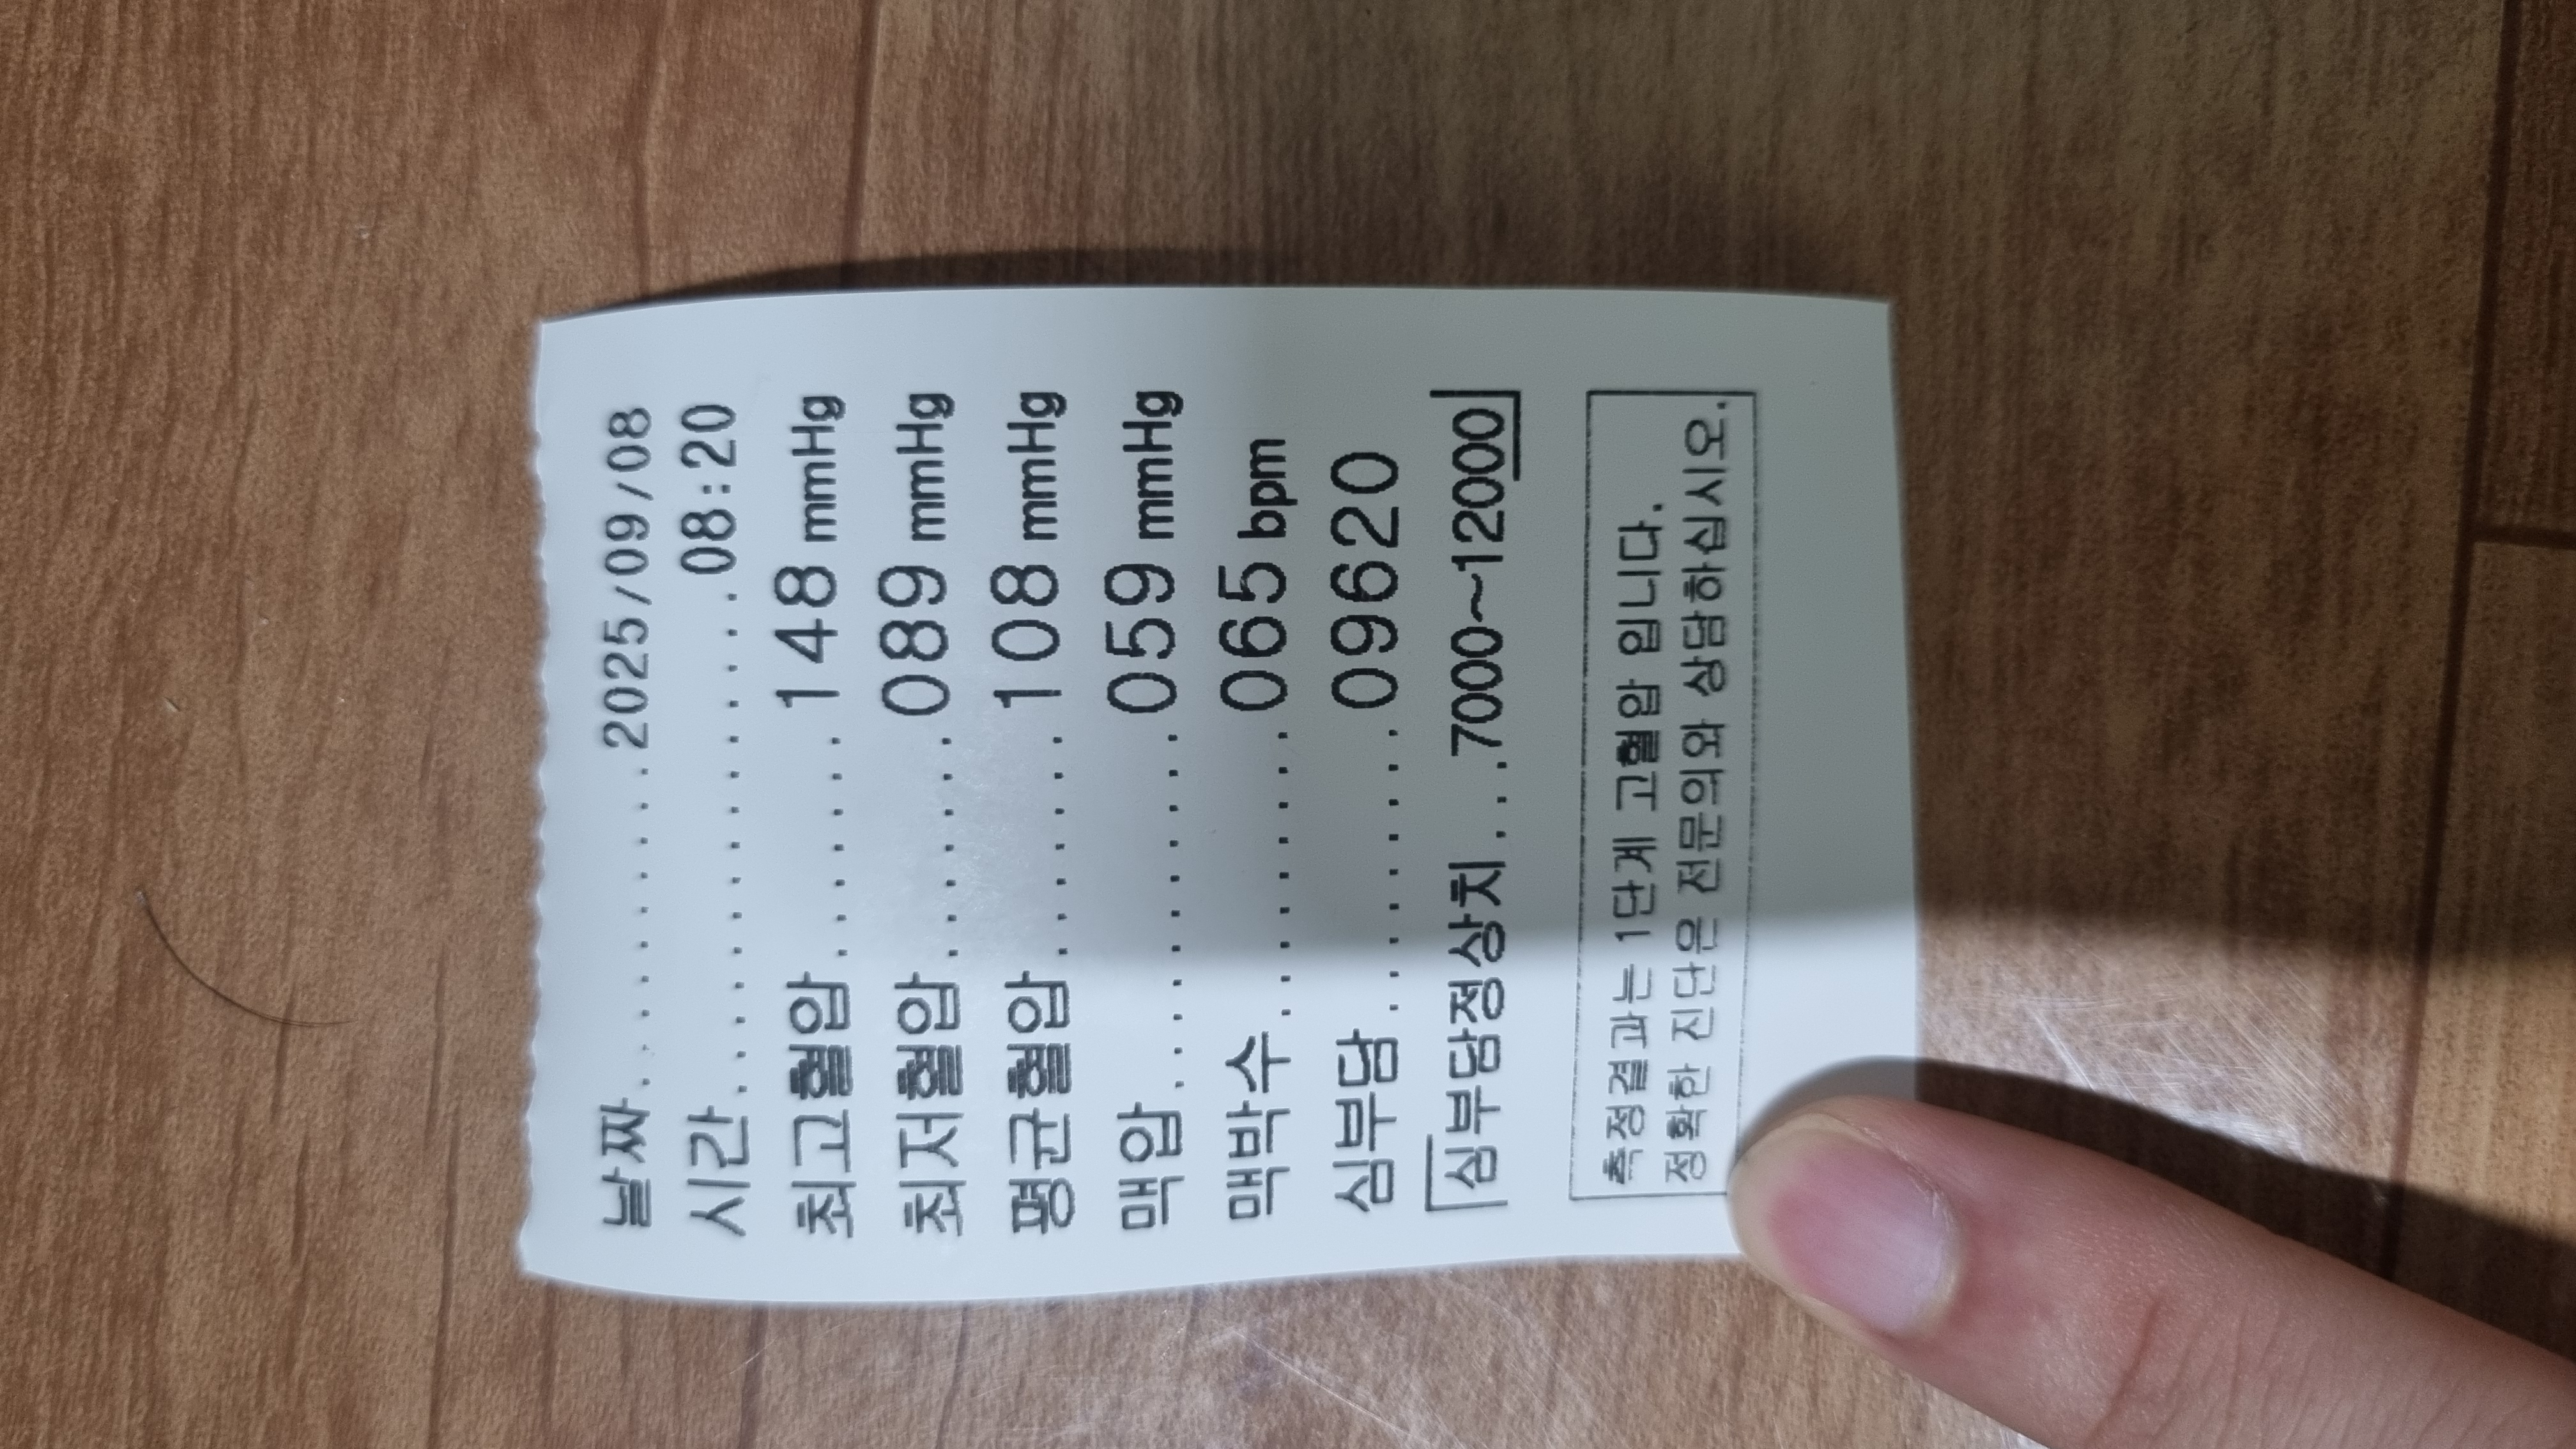 날짜.............2025/09/08
시간..............08:20
최고혈압........148 mmHg
최저혈압........089 mmHg
평균혈압........108 mmHg
맥압............059 mmHg
맥박수..........065 bpm
심부담..........09620
심부담정상치...7000~12000
측정결과는 1단계 고혈압 입니다.
정확한 진단은 전문의와 상담하십시오.